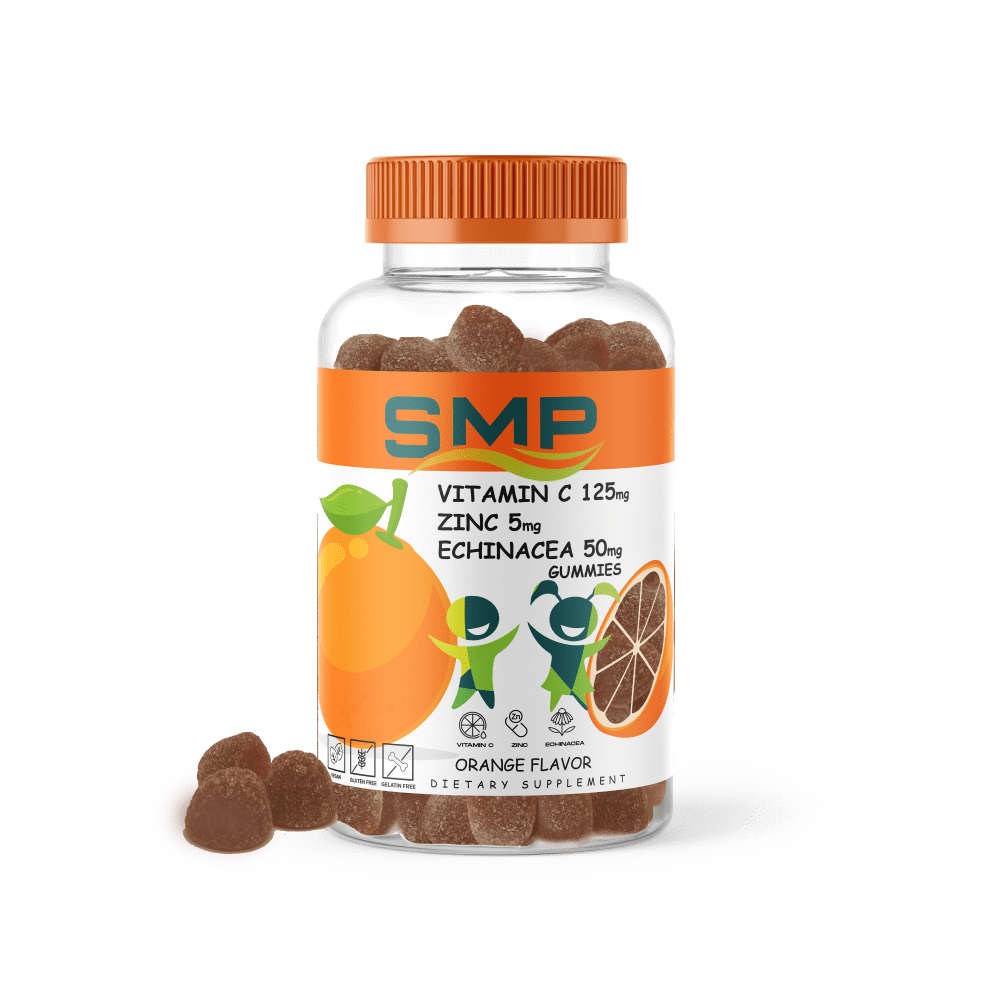 SMP
VITAMIN C 125mg
ZINC 5mg
ECHINACEA 50mg
GUMMIES
Zn
VITAMIN C ZINC ECHINACEA
GLUTEN FREE GELATIN FREE
ORANGE FLAVOR
DIETARY SUPPLEMENT